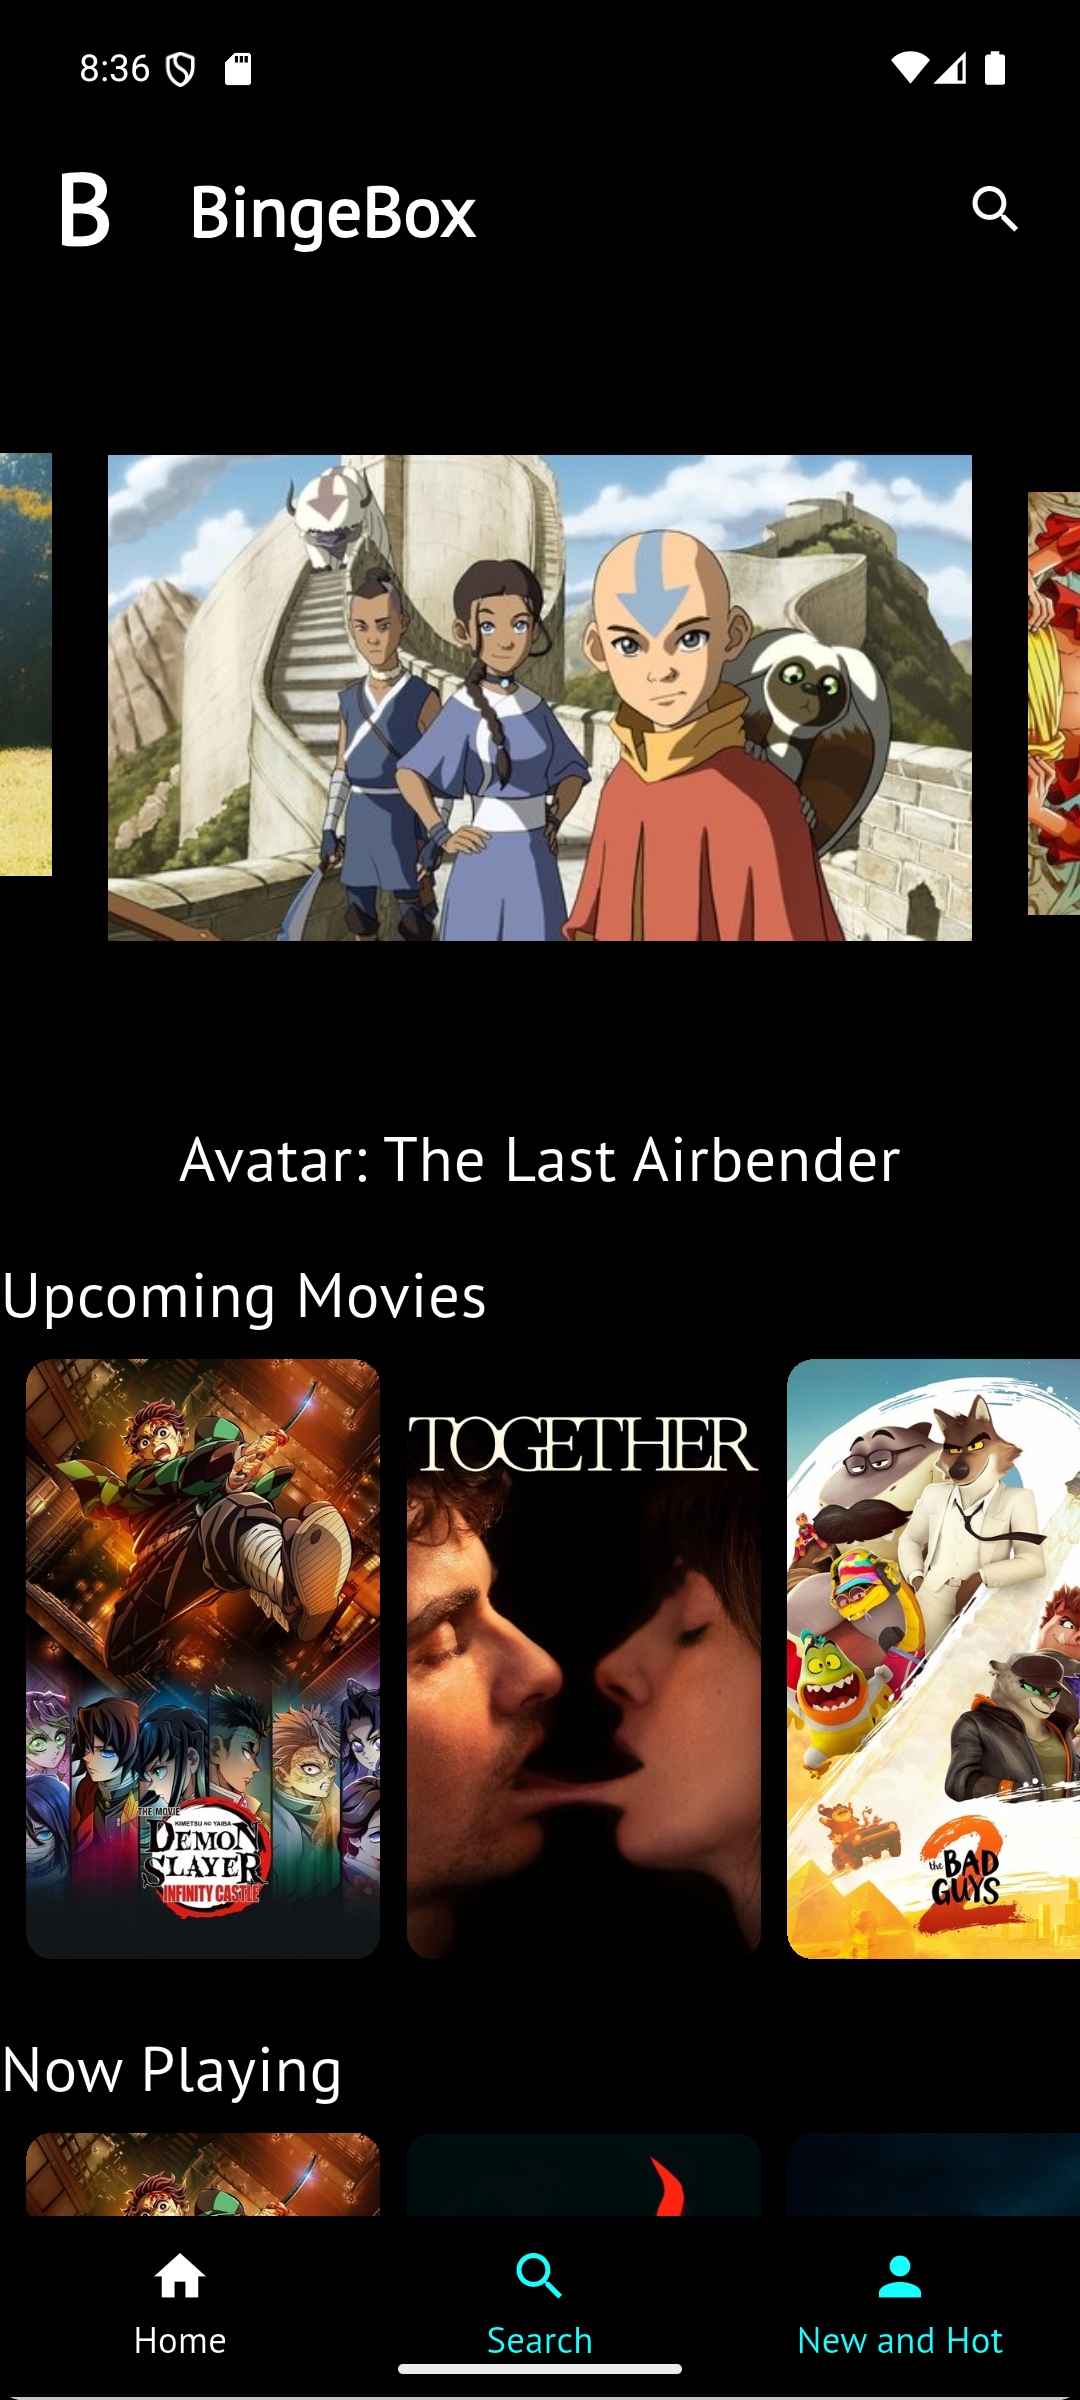 8:36
B BingeBox
Avatar: The Last Airbender
Upcoming Movies
TOGETHER
THE MOVIE
KIMETSU NO YAIBA
DEMON
SLAYER
INFINITY CASTLE
the BAD
GUYS
2
Now Playing
Home Search New and Hot